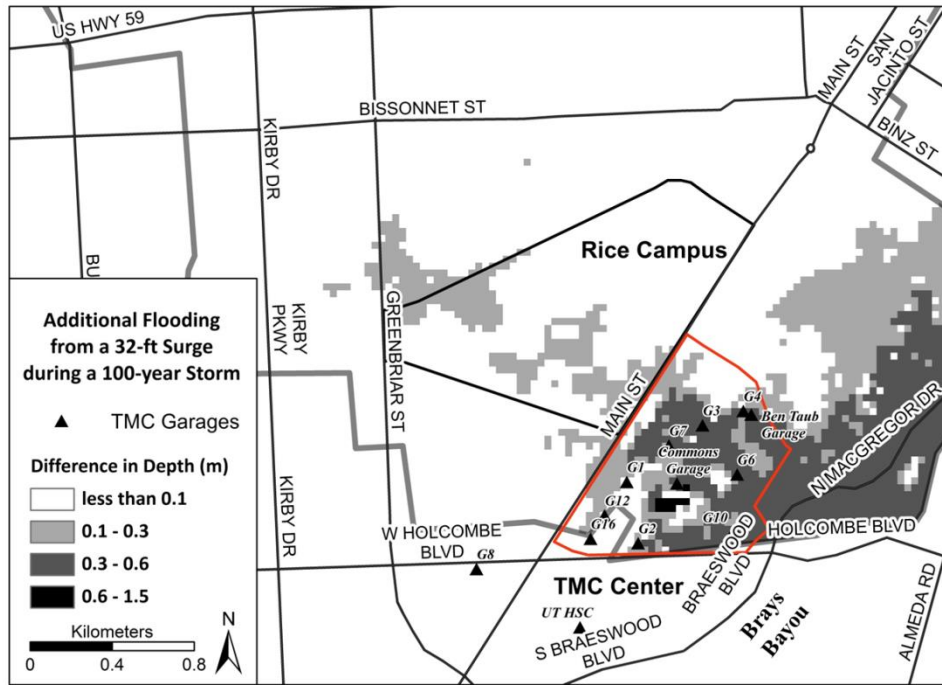 US HWY 59
MAIN ST
SAN
JACINTO ST
BISSONNET ST
BINZ ST
KIRBY DR
Rice Campus
BU
KIRBY
PKWY
GREENBRIAR ST
MAIN ST
Additional Flooding
from a 32-ft Surge
during a 100-year Storm
TMC Garages
Difference in Depth (m)
less than 0.1
0.1 - 0.3
0.3 - 0.6
0.6 - 1.5
Kilometers
0 0.4 0.8
N
KIRBY DR
G4
Ben Taub
Garage
G3
G7
Commons
Garage
G6
G1
G12
G10
G16
G2
N MACGREGOR DR
W HOLCOMBE
BLVD
HOLCOMBE BLVD
G8
TMC Center
BRAESWOOD
BLVD
UT HSC
S BRAESWOOD
BLVD
Brays
Bayou
ALMEDA RD